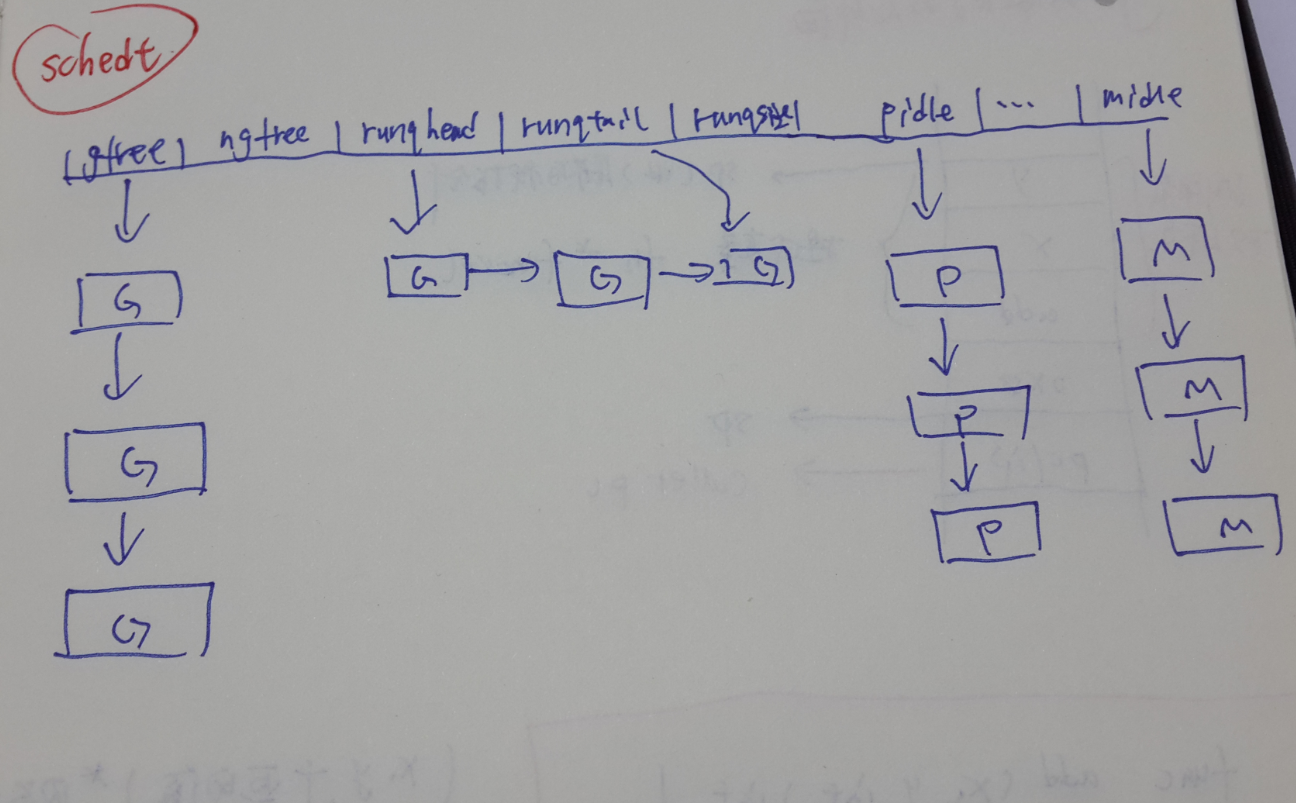 schedt
gfree | ngfree | runqhead | runqtail | runqsize pidle | ... | midle
G G G G P M
G P M
G P M